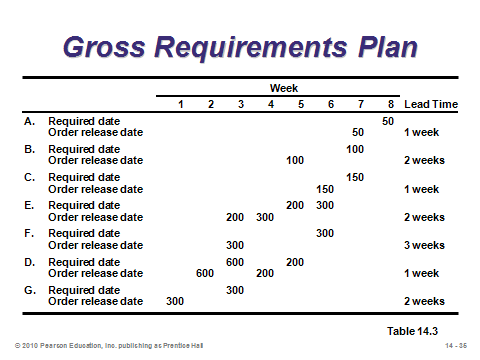 Gross Requirements Plan
Week
1 2 3 4 5 6 7 8 Lead Time
A. Required date 50
Order release date 50 1 week
B. Required date 100
Order release date 100 2 weeks
C. Required date 150
Order release date 150 1 week
E. Required date 200 300
Order release date 200 300 2 weeks
F. Required date 300
Order release date 300 3 weeks
D. Required date 600 200
Order release date 600 200 1 week
G. Required date 300
Order release date 300 2 weeks
Table 14.3
© 2010 Pearson Education, Inc. publishing as Prentice Hall 14 - 35